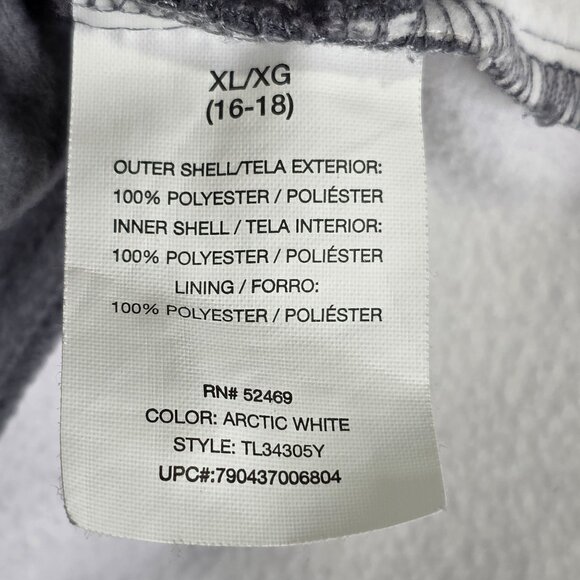 XL/XG
(16-18)
OUTER SHELL/TELA EXTERIOR:
100% POLYESTER / POLIÉSTER
INNER SHELL / TELA INTERIOR:
100% POLYESTER / POLIÉSTER
LINING / FORRO:
100% POLYESTER / POLIÉSTER
RN# 52469
COLOR: ARCTIC WHITE
STYLE: TL34305Y
UPC#:790437006804